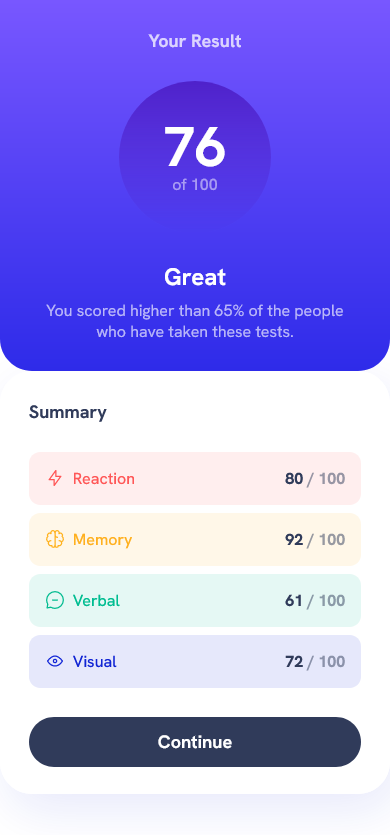 Your Result
76
of 100
Great
You scored higher than 65% of the people
who have taken these tests.
Summary
Reaction 80 / 100
Memory 92 / 100
Verbal 61 / 100
Visual 72 / 100
Continue